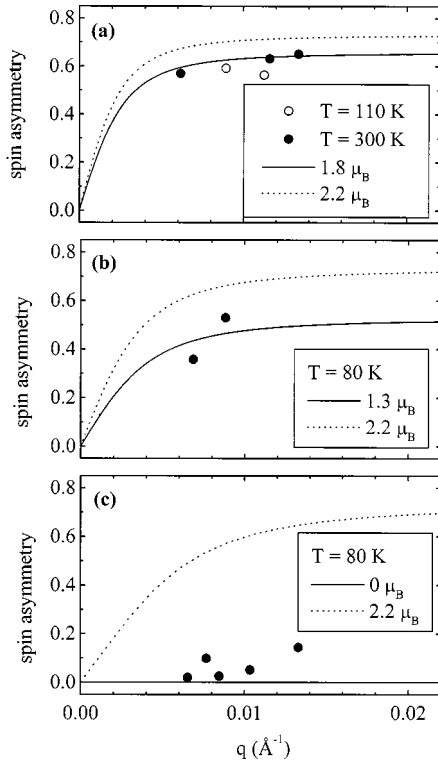 (a)
spin asymmetry
0.8
0.6
0.4
0.2
0.0
T = 110 K
T = 300 K
1.8 μB
2.2 μB
(b)
spin asymmetry
0.8
0.6
0.4
0.2
0.0
T = 80 K
1.3 μB
2.2 μB
(c)
spin asymmetry
0.8
0.6
0.4
0.2
0.0
T = 80 K
0 μB
2.2 μB
0.00
0.01
0.02
q (Å⁻¹)